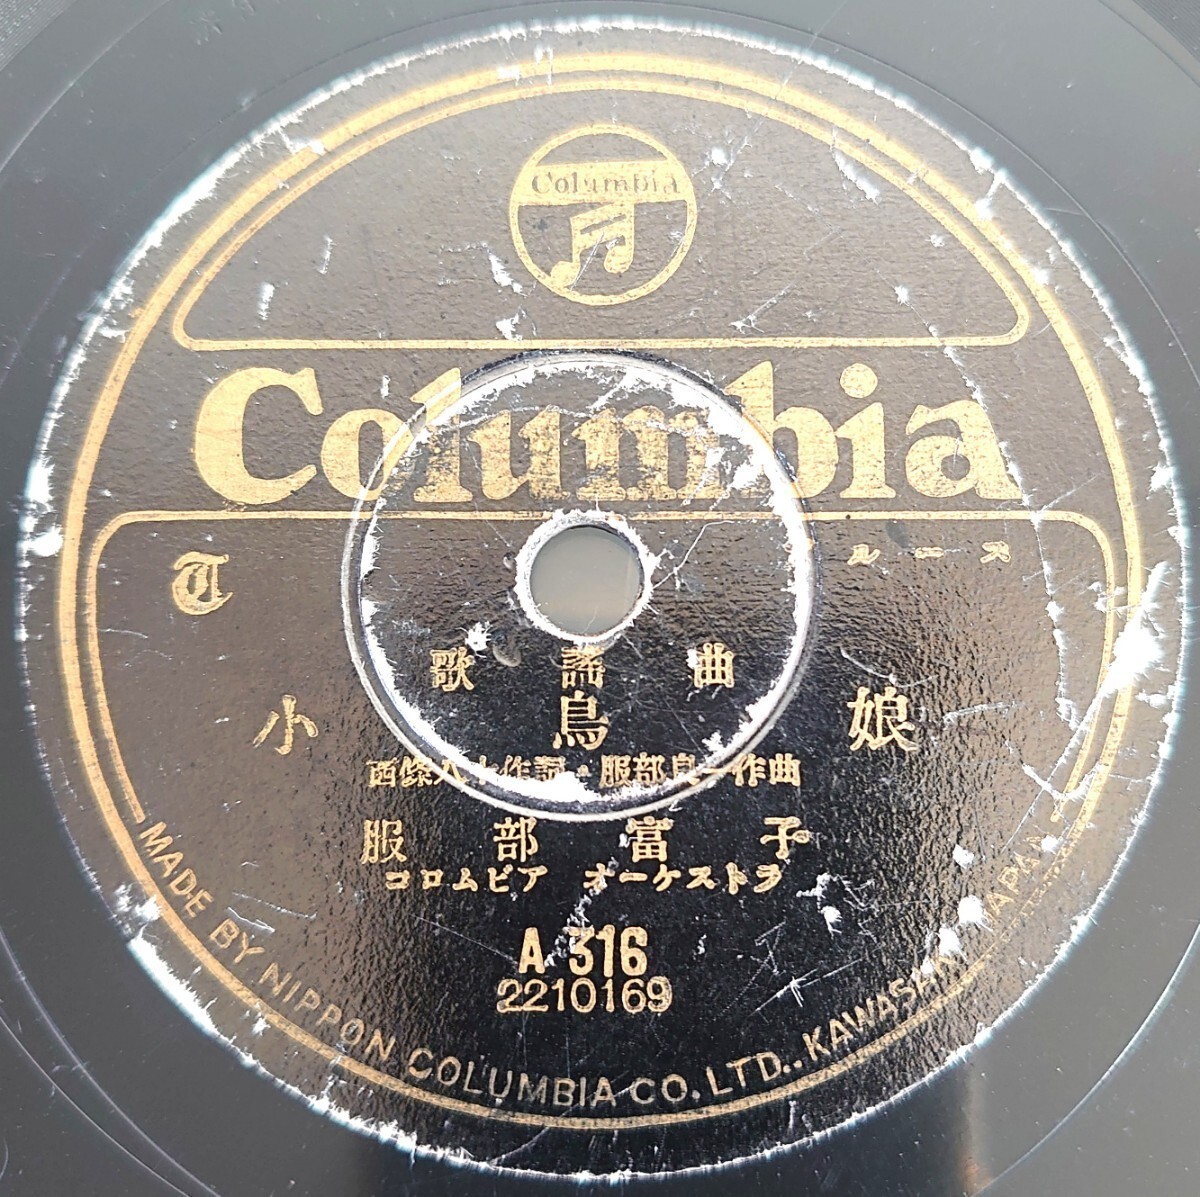 Columbia
Columbia
T
ルース
歌謡曲
小鳥娘
西條八十作詞・服部良一作曲
服部富子
コロムビア オーケストラ
A 316
2210169
MADE BY NIPPON COLUMBIA CO. LTD., KAWASAKI, JAPAN